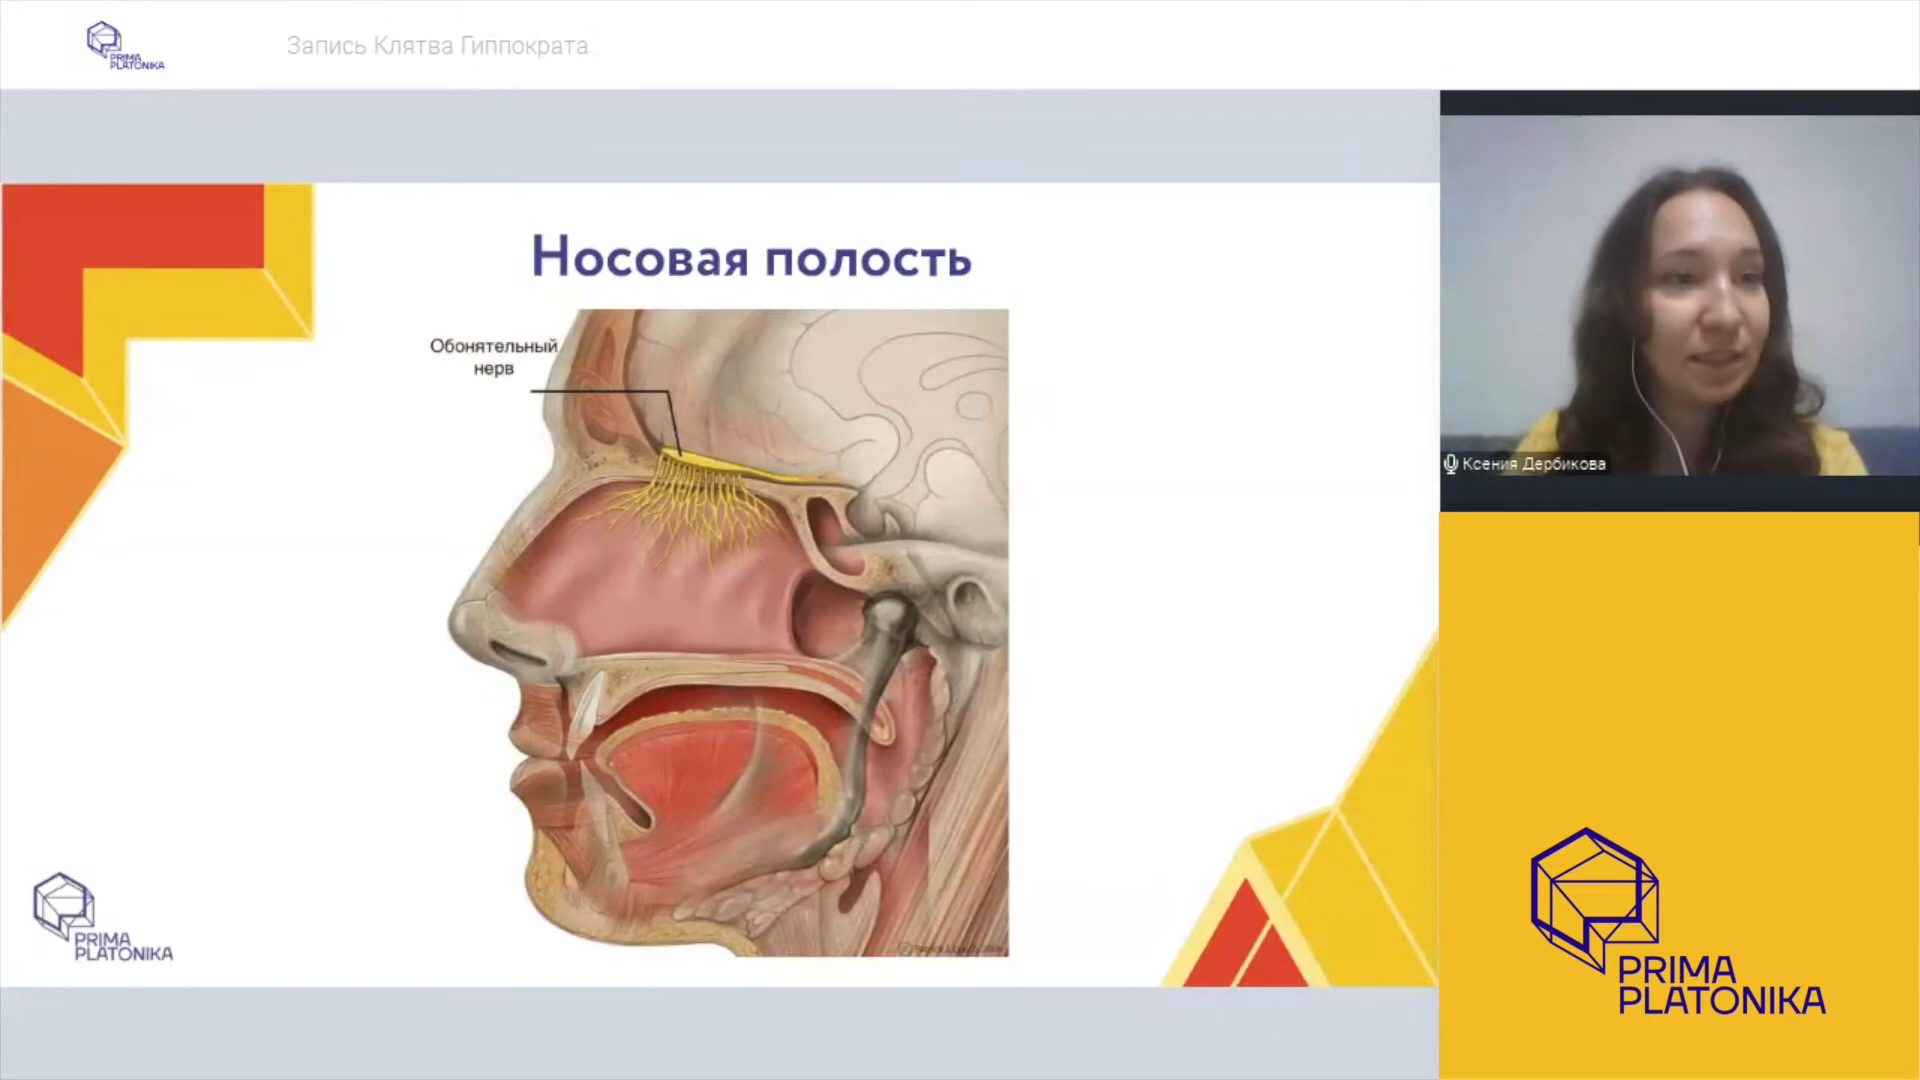 PRIMA
PLATONIKA
Запись Клятва Гиппократа
Носовая полость
Обонятельный
нерв
Ксения Дербикова
PRIMA
PLATONIKA
PRIMA
PLATONIKA